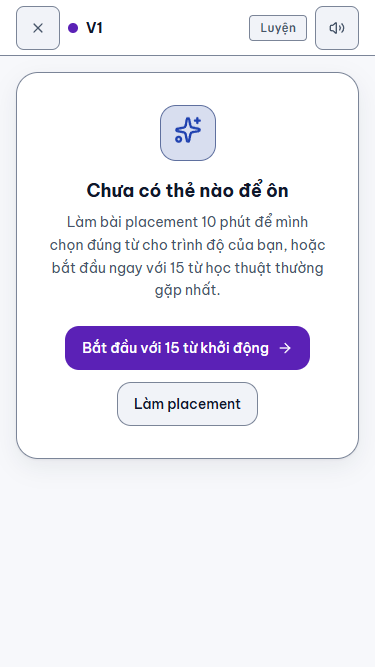 V1
Luyện
Chưa có thẻ nào để ôn
Làm bài placement 10 phút để mình
chọn đúng từ cho trình độ của bạn, hoặc
bắt đầu ngay với 15 từ học thuật thường
gặp nhất.
Bắt đầu với 15 từ khởi động
Làm placement